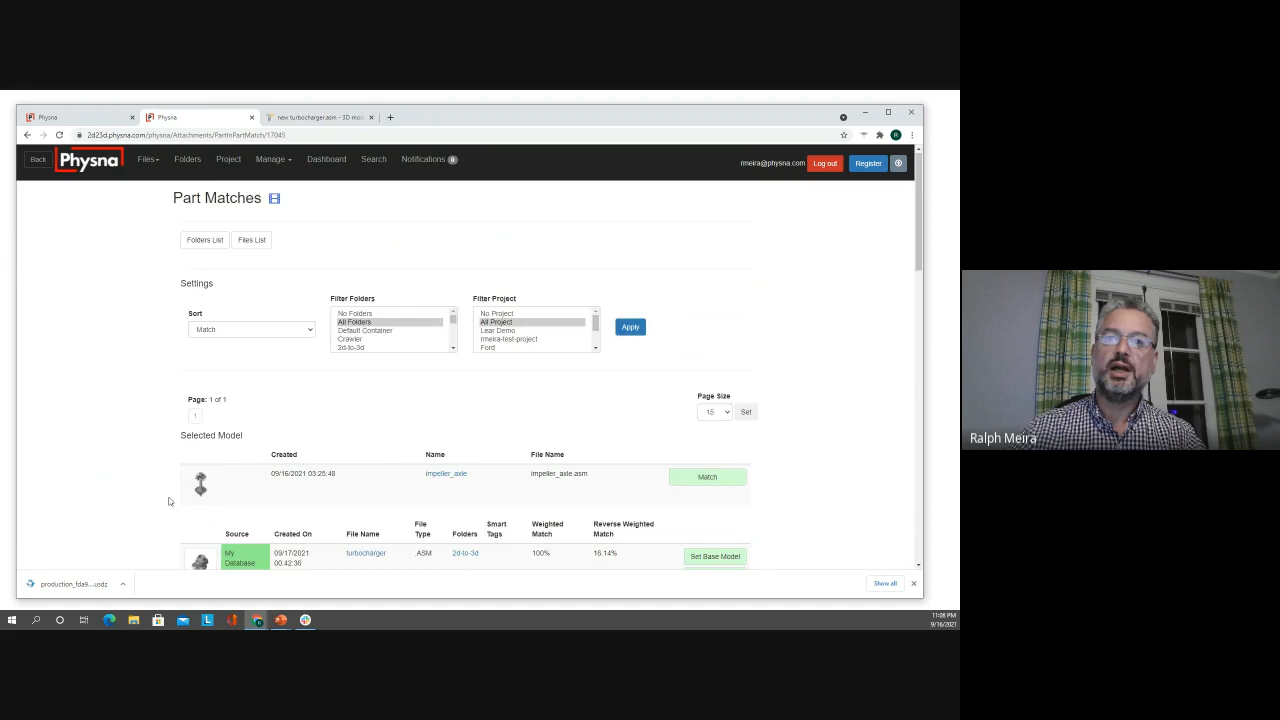 Physna
Physna
new turbocharger.asm - 3D mod...
2d23d.physna.com/physna/Attachments/PartInPartMatch/17045
R
Back
Physna
Files
Folders
Project
Manage
Dashboard
Search
Notifications 0
rmeira@physna.com
Log out
Register
Part Matches
Folders List
Files List
Settings
Sort
Match
Filter Folders
No Folders
All Folders
Default Container
Crawler
2d-to-3d
Filter Project
No Project
All Project
Lear Demo
rmeira-test-project
Ford
Apply
Page: 1 of 1
1
Page Size
15
Set
Selected Model
Created Name File Name
09/16/2021 03:25:48 impeller_axle impeller_axle.asm Match
Source Created On File Name File Type Folders Smart Tags Weighted Match Reverse Weighted Match
My Database 09/17/2021 00:42:36 turbocharger .ASM 2d-to-3d 100% 16.14% Set Base Model
production_fda9....usdz
Show all
11:08 PM
9/16/2021
Ralph Meira